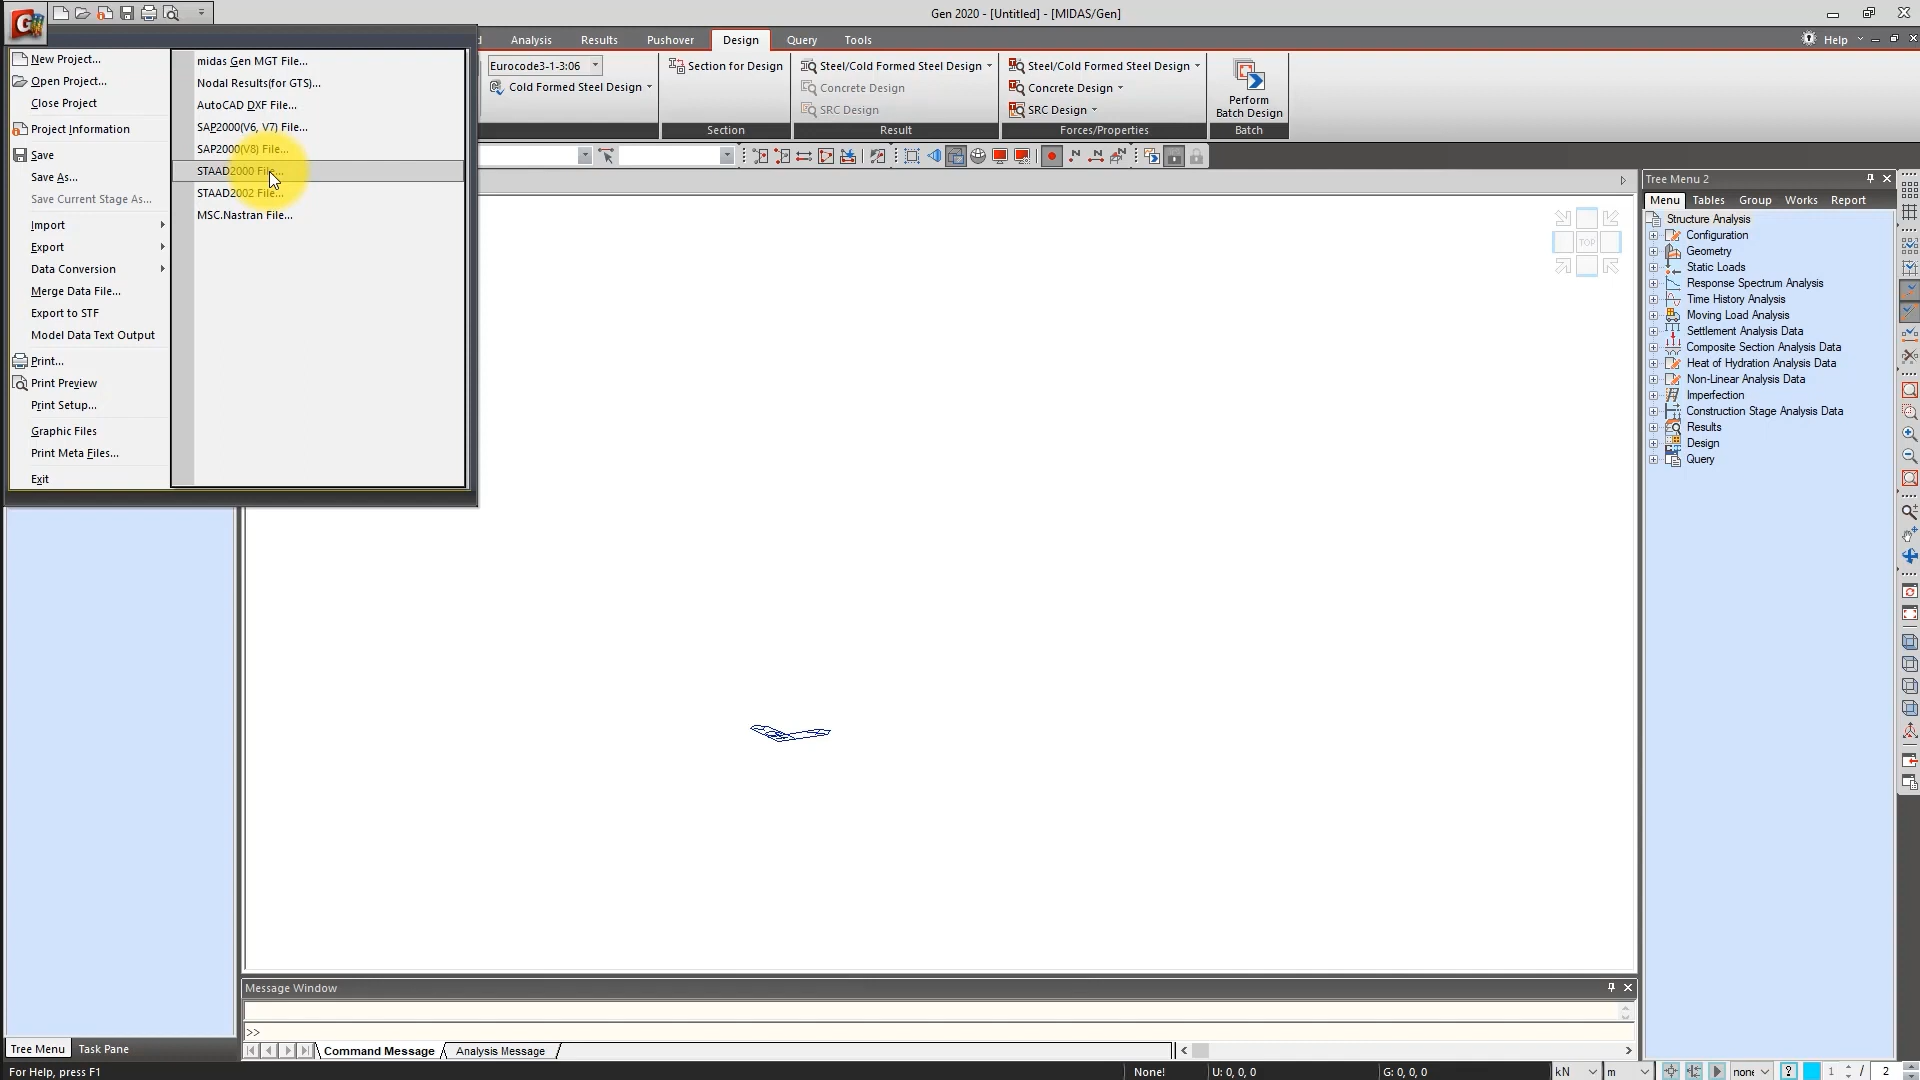 Gen 2020 - [Untitled] - [MIDAS/Gen]
Analysis
Results
Pushover
Design
Query
Tools
Help
New Project...
Open Project...
Close Project
Project Information
Save
Save As...
Save Current Stage As...
Import
Export
Data Conversion
Merge Data File...
Export to STF
Model Data Text Output
Print...
Print Preview
Print Setup...
Graphic Files
Print Meta Files...
Exit
midas Gen MGT File...
Nodal Results(for GTS)...
AutoCAD DXF File...
SAP2000(V6, V7) File...
SAP2000(V8) File...
STAAD2000 File...
STAAD2002 File...
MSC.Nastran File...
Eurocode3-1-3:06
Cold Formed Steel Design
Section for Design
Section
Steel/Cold Formed Steel Design
Concrete Design
SRC Design
Result
Steel/Cold Formed Steel Design
Concrete Design
SRC Design
Forces/Properties
Perform
Batch Design
Batch
TOP
Tree Menu 2
Menu
Tables
Group
Works
Report
Structure Analysis
Configuration
Geometry
Static Loads
Response Spectrum Analysis
Time History Analysis
Moving Load Analysis
Settlement Analysis Data
Composite Section Analysis Data
Heat of Hydration Analysis Data
Non-Linear Analysis Data
Imperfection
Construction Stage Analysis Data
Results
Design
Query
Message Window
>>
Command Message
Analysis Message
Tree Menu
Task Pane
For Help, press F1
None!
U: 0, 0, 0
G: 0, 0, 0
kN
m
none
1
/
2